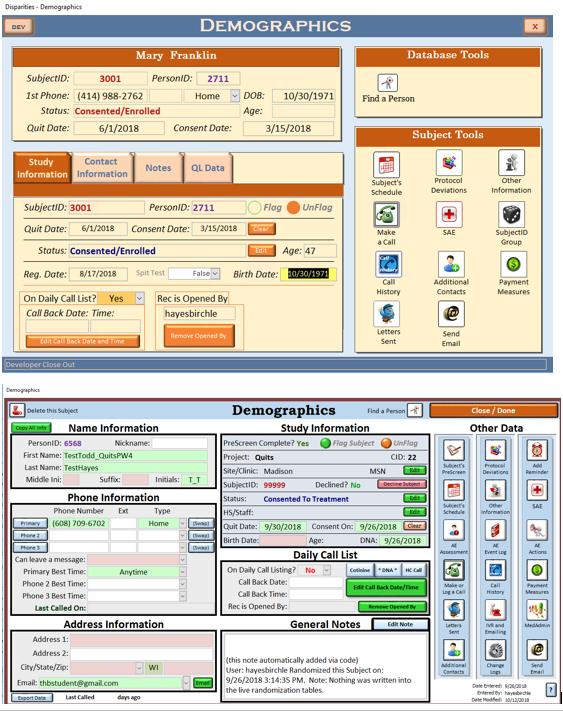 Disparities - Demographics
DEV
DEMOGRAPHICS
X
Mary Franklin
SubjectID: 3001 PersonID: 2711
1st Phone: (414) 988-2762 Home DOB: 10/30/1971
Status: Consented/Enrolled Age:
Quit Date: 6/1/2018 Consent Date: 3/15/2018
Database Tools
Find a Person
Study Information
Contact Information
Notes
QL Data
SubjectID: 3001 PersonID: 2711 Flag UnFlag
Quit Date: 6/1/2018 Consent Date: 3/15/2018 Clear
Status: Consented/Enrolled Edit Age: 47
Reg. Date: 8/17/2018 Spit Test False Birth Date: 10/30/1971
On Daily Call List? Yes
Call Back Date: Time:
Edit Call Back Date and Time
Rec is Opened By
hayesbirchle
Remove Opened By
Subject Tools
Subject's Schedule
Protocol Deviations
Other Information
Make a Call
SAE
SubjectID Group
Call History
Call History
Additional Contacts
Payment Measures
Letters Sent
Send Email
Developer Close Out
Demographics
Delete this Subject
Demographics
Find a Person
Close / Done
Copy All Info
Name Information
PersonID: 6568 Nickname:
First Name: TestTodd_QuitsPW4
Last Name: TestHayes
Middle In: Suffix: Initials: T_T
Phone Information
Phone Number Ext Type
Primary (608) 709-6702 Home (Swap)
Phone 2 (Swap)
Phone 3 (Swap)
Can leave a message:
Primary Best Time: Anytime
Phone 2 Best Time:
Phone 3 Best Time:
Last Called On:
Address Information
Address 1:
Address 2:
City/State/Zip: WI
Email: thbstudent@gmail.com Email
Export Data Last Called days ago
Study Information
PreScreen Complete? Yes Flag Subject UnFlag
Project: Quits CID: 22
Site/Clinic: Madison MSN Edit
SubjectID: 99999 Declined? No Decline Subject
Status: Consented To Treatment Edit
HS/Staff: Edit
Quit Date: 9/30/2018 Consent On: 9/26/2018 Clear
Birth Date: Age: DNA: 9/26/2018
Daily Call List
On Daily Call Listing? No Cotinine * DNA * HC Call
Call Back Date:
Call Back Time:
Edit Call Back Date/Time
Rec is Opened By: Remove Opened By
General Notes Edit Note
(this note automatically added via code)
User: hayesbirchle Randomized this Subject on:
9/26/2018 3:14:35 PM. Note: Nothing was written into
the live randomization tables.
Other Data
Subject's PreScreen
Protocol Deviations
Add Reminder
Subject's Schedule
Other Information
SAE
AE Assessment
AE Event Log
AE Actions
Make or Log a Call
Call History
Payment Measures
Letters Sent
IVR and Emailing
MedAdmin
Additional Contacts
Change Logs
Send Email
Date Entered: 9/26/2018
Entered By: hayesbirchle
Date Modified: 10/12/2018
?